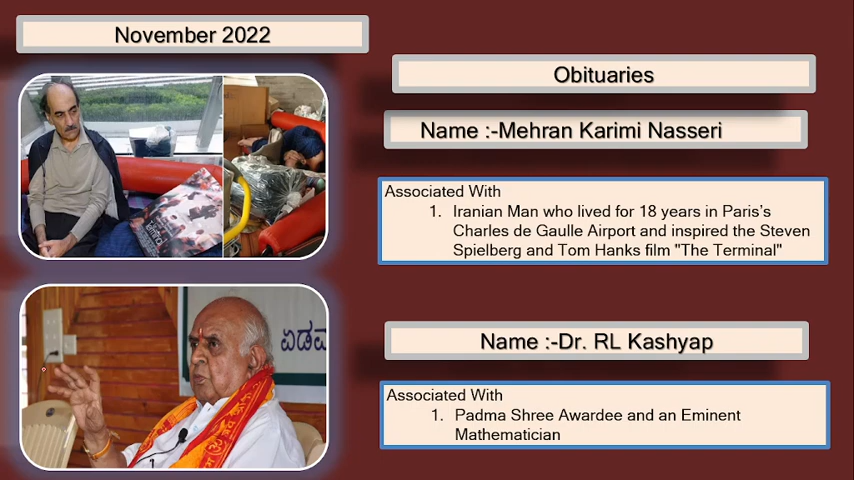 November 2022
Obituaries
Name :-Mehran Karimi Nasseri
Associated With
1. Iranian Man who lived for 18 years in Paris's
Charles de Gaulle Airport and inspired the Steven
Spielberg and Tom Hanks film "The Terminal"
ಏಡವ
Name :-Dr. RL Kashyap
Associated With
1. Padma Shree Awardee and an Eminent
Mathematician